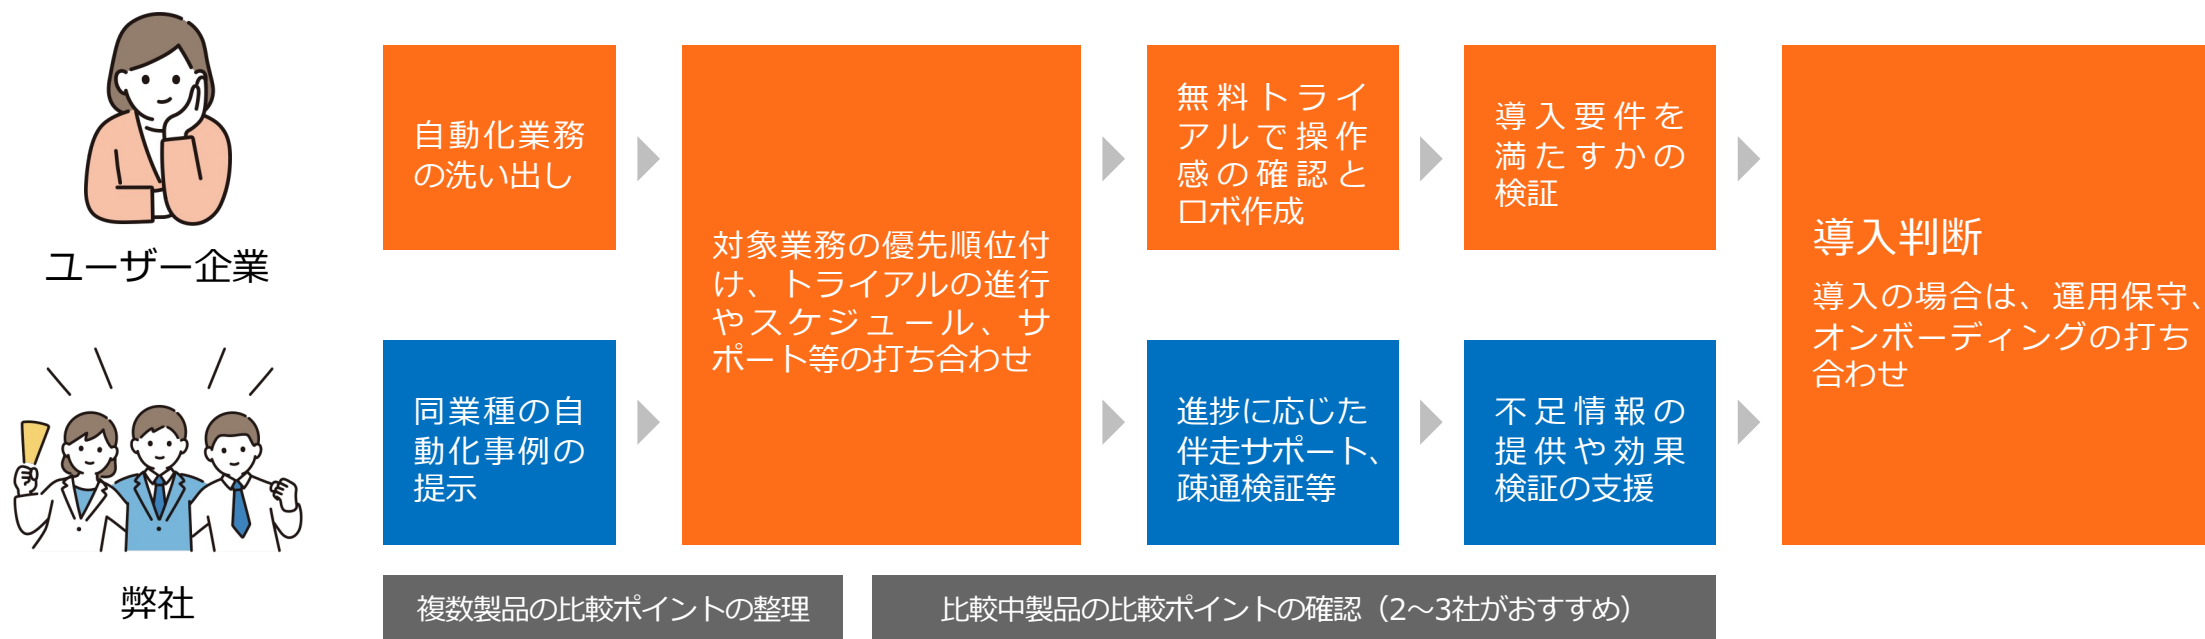 ユーザー企業
自動化業務
の洗い出し
対象業務の優先順位付
け、トライアルの進行
やスケジュール、サ
ポート等の打ち合わせ
無料トライ
アルで操作
感の確認と
ロボ作成
導入要件を
満たすかの
検証
導入判断
導入の場合は、運用保守、
オンボーディングの打ち
合わせ
弊社
同業種の自
動化事例の
提示
進捗に応じた
伴走サポート、
疎通検証等
不足情報の
提供や効果
検証の支援
複数製品の比較ポイントの整理
比較中製品の比較ポイントの確認（2～3社がおすすめ）